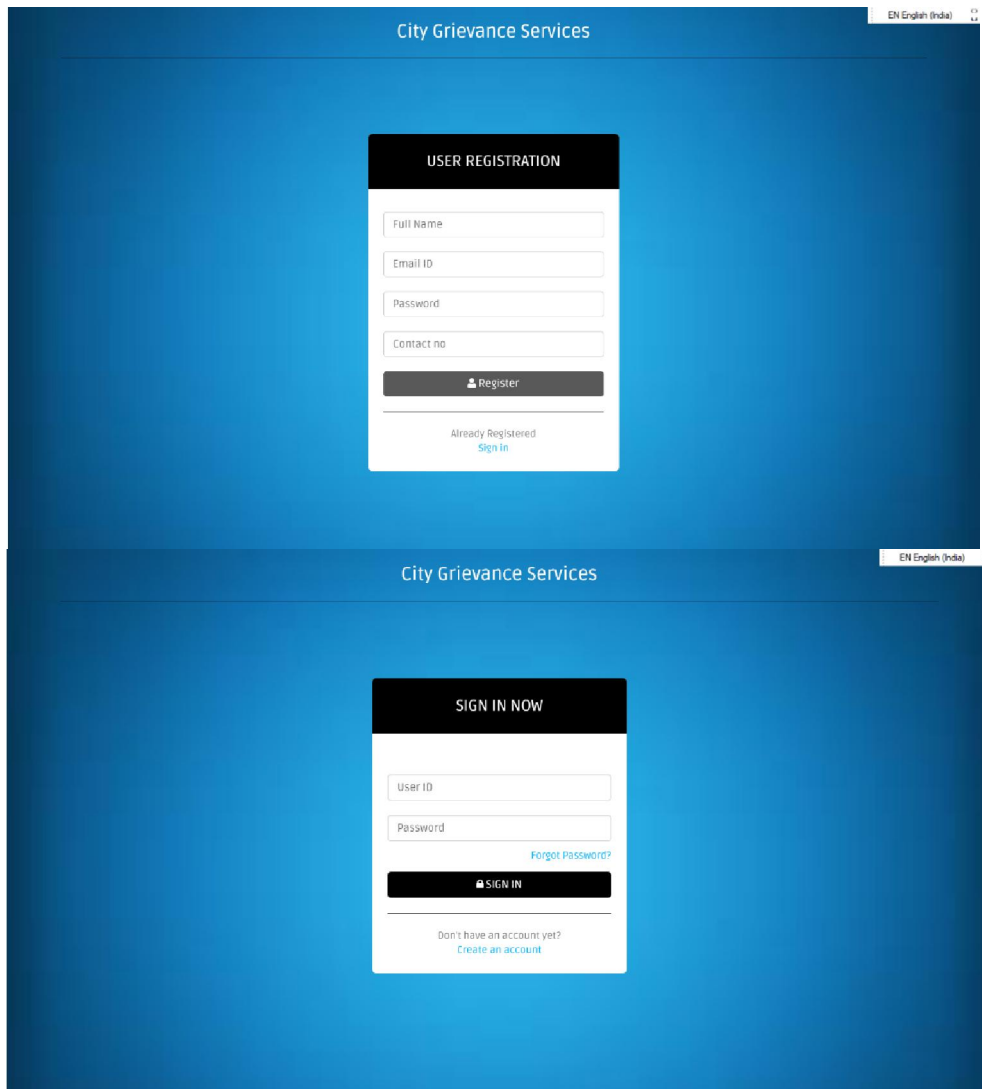 EN English (India)
City Grievance Services
USER REGISTRATION
Full Name
Email ID
Password
Contact no
Register
Already Registered
Sign in
EN English (India)
City Grievance Services
SIGN IN NOW
User ID
Password
Forgot Password?
SIGN IN
Don't have an account yet?
Create an account